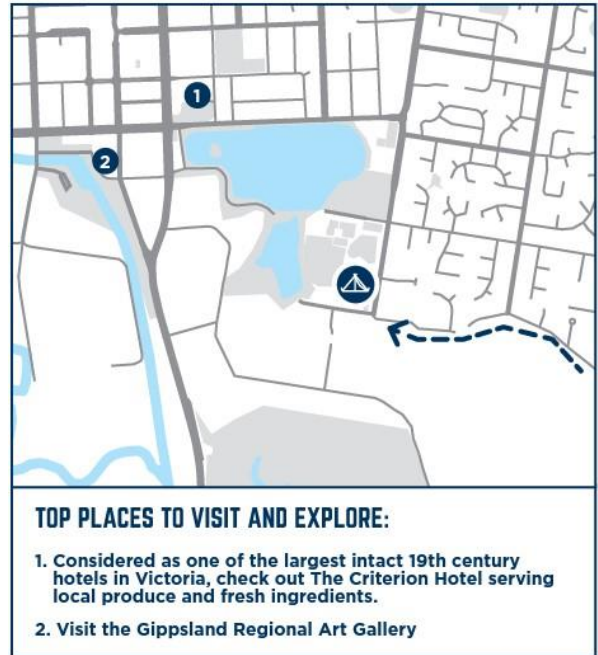 1
2
TOP PLACES TO VISIT AND EXPLORE:
1. Considered as one of the largest intact 19th century
hotels in Victoria, check out The Criterion Hotel serving
local produce and fresh ingredients.
2. Visit the Gippsland Regional Art Gallery